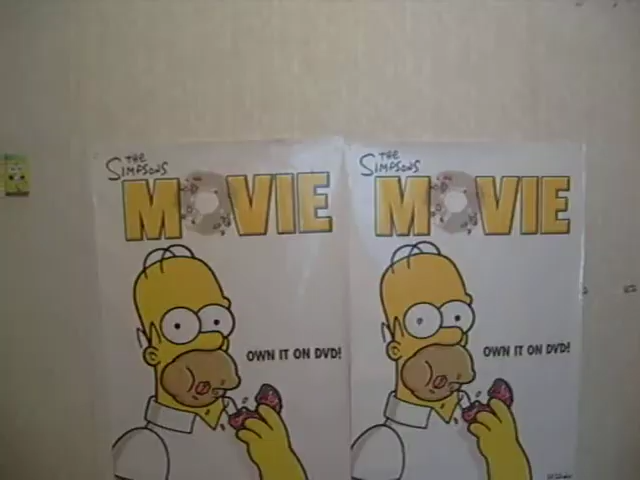 THE
SIMPSONS
MOVIE
OWN IT ON DVD!
THE
SIMPSONS
MOVIE
OWN IT ON DVD!